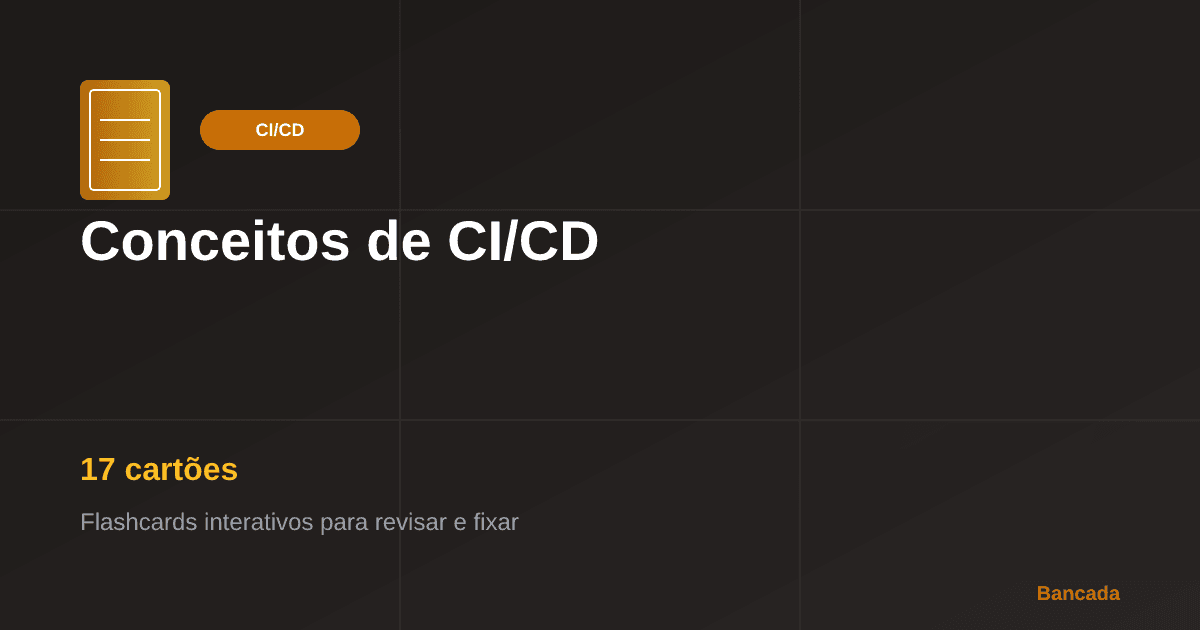 CI/CD
Conceitos de CI/CD
17 cartões
Flashcards interativos para revisar e fixar
Bancada